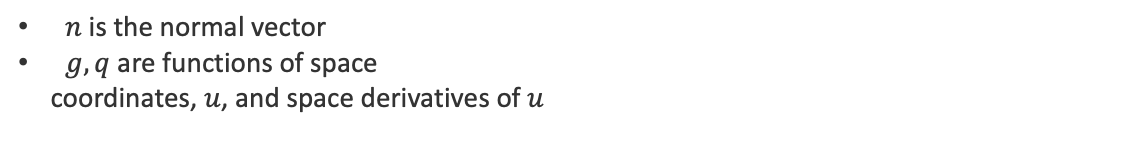 • n is the normal vector
• g, q are functions of space
coordinates, u, and space derivatives of u